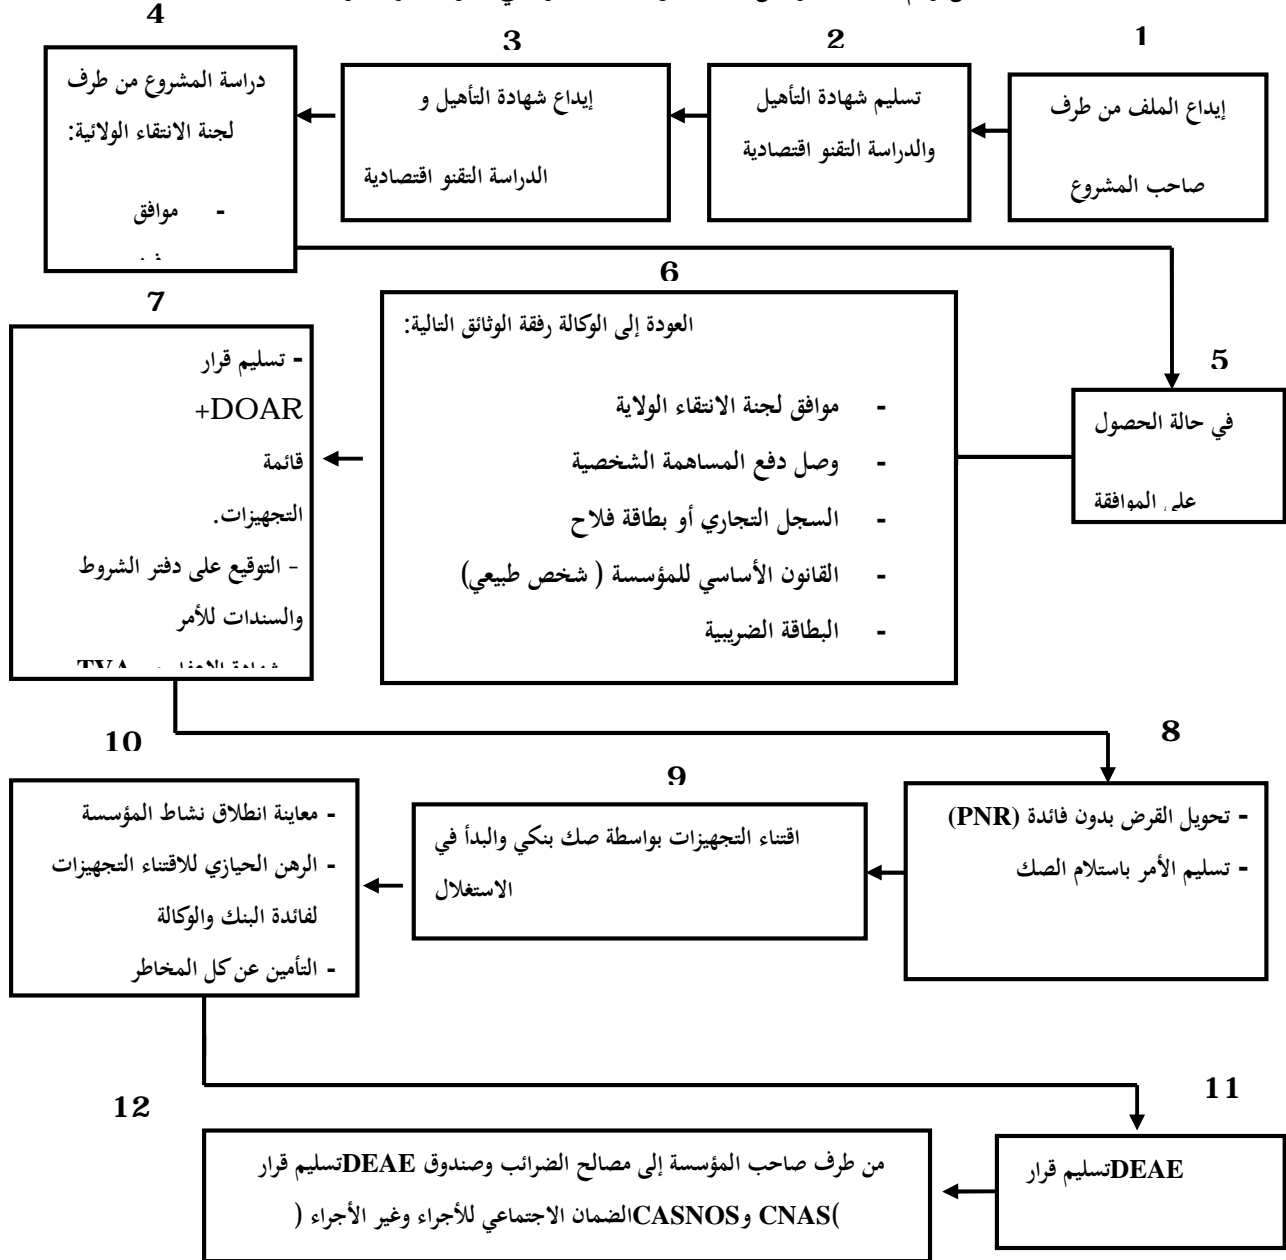 1
إيداع الملف من طرف
صاحب المشروع
2
تسليم شهادة التأهيل
والدراسة التقنو اقتصادية
3
إيداع شهادة التأهيل و
الدراسة التقنو اقتصادية
4
دراسة المشروع من طرف
لجنة الانتقاء الولائية:
- موافق
5
في حالة الحصول
على الموافقة
6
العودة إلى الوكالة رفقة الوثائق التالية:
- موافق لجنة الانتقاء الولاية
- وصل دفع المساهمة الشخصية
- السجل التجاري أو بطاقة فلاح
- القانون الأساسي للمؤسسة ( شخص طبيعي)
- البطاقة الضريبية
7
- تسليم قرار
+DOAR
قائمة
التجهيزات.
- التوقيع على دفتر الشروط
والسندات للأمر
TVA
8
- تحويل القرض بدون فائدة (PNR)
- تسليم الأمر باستلام الصك
9
اقتناء التجهيزات بواسطة صك بنكي والبدأ في
الاستغلال
10
- معاينة انطلاق نشاط المؤسسة
- الرهن الحيازي للاقتناء التجهيزات
لفائدة البنك والوكالة
- التأمين عن كل المخاطر
11
DEAEتسليم قرار
12
من طرف صاحب المؤسسة إلى مصالح الضرائب وصندوق DEAEتسليم قرار
)CNAS وCASNOSالضمان الاجتماعي للأجراء وغير الأجراء (